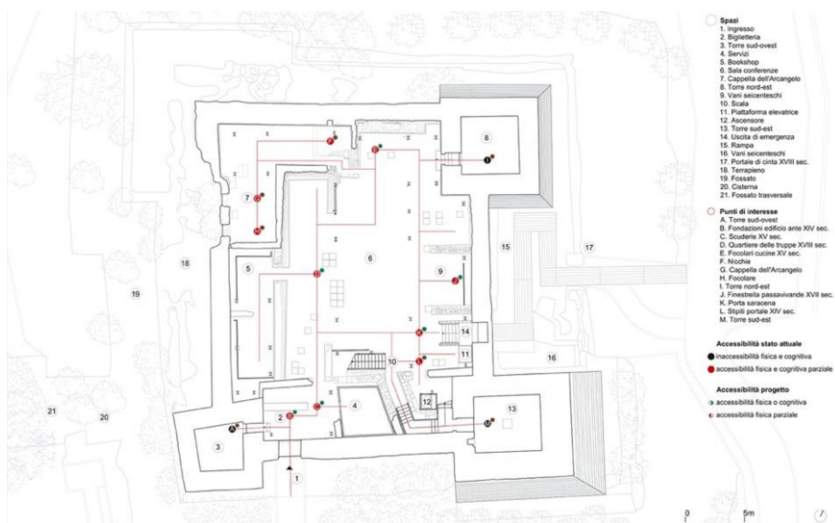 Spazi
1. Ingresso
2. Biglietteria
3. Torre sud-ovest
4. Servizi
5. Bookshop
6. Sala conferenze
7. Cappella dell'Arcangelo
8. Torre nord-est
9. Vani seicenteschi
10. Scala
11. Piattaforma elevatrice
12. Ascensore
13. Torre sud-est
14. Uscita di emergenza
15. Rampa
16. Vani seicenteschi
17. Portale di cinta XVIII sec.
18. Terrapieno
19. Fossato
20. Cisterna
21. Fossato trasversale
Punti di interesse
A. Torre sud-ovest
B. Fondazioni edificio ante XIV sec.
C. Scuderie XV sec.
D. Quartiere delle truppe XVIII sec.
E. Focolari cucine XV sec.
F. Nicchie
G. Cappella dell'Arcangelo
H. Focolare
I. Torre nord-est
J. Finestrella passavivande XVII sec.
K. Porta saracena
L. Stipiti portale XIV sec.
M. Torre sud-est
Accessibilità stato attuale
inaccessibilità fisica e cognitiva
accessibilità fisica e cognitiva parziale
Accessibilità progetto
accessibilità fisica o cognitiva
accessibilità fisica parziale
F
E
8
I
7
G
H
6
15
17
18
5
9
J
19
K
14
10
L
11
16
12
2
4
21
20
3
A
13
M
1
0
5m